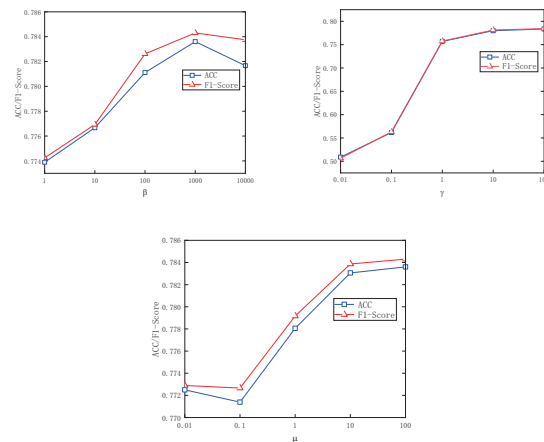 0.786
0.784
0.782
0.780
0.778
0.776
0.774
ACC/F1-Score
ACC
F1-Score
1 10 100 1000 10000
β
0.80
0.75
0.70
0.65
0.60
0.55
0.50
ACC/F1-Score
ACC
F1-Score
0.01 0.1 1 10
γ
0.786
0.784
0.782
0.780
0.778
0.776
0.774
0.772
0.770
ACC/F1-Score
ACC
F1-Score
0.01 0.1 1 10 100
μ